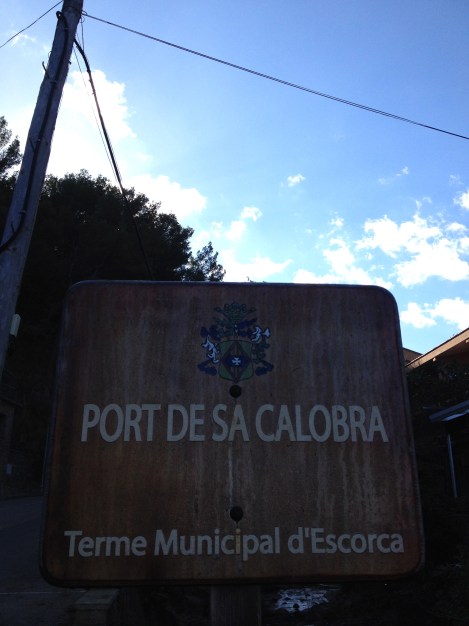 PORT DE SA CALOBRA
Terme Municipal d'Escorca